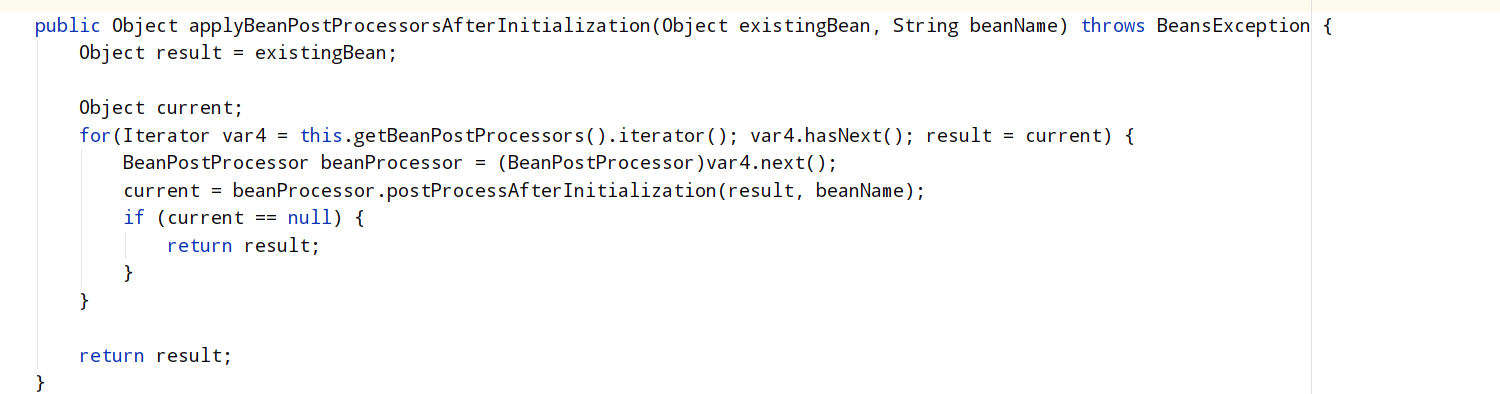 public Object applyBeanPostProcessorsAfterInitialization(Object existingBean, String beanName) throws BeansException {
Object result = existingBean;
Object current;
for(Iterator var4 = this.getBeanPostProcessors().iterator(); var4.hasNext(); result = current) {
BeanPostProcessor beanProcessor = (BeanPostProcessor)var4.next();
current = beanProcessor.postProcessAfterInitialization(result, beanName);
if (current == null) {
return result;
}
}
return result;
}